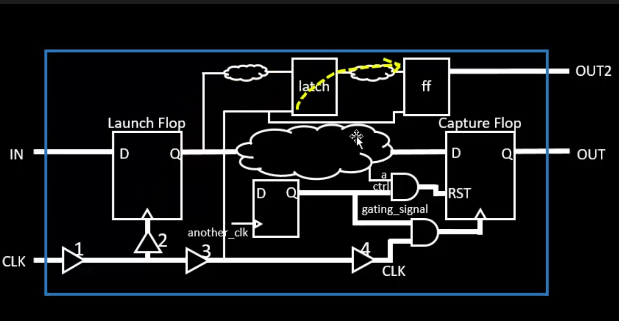 OUT2
latch
ff
Launch Flop
Capture Flop
IN
D
Q
D
Q
OUT
a
ctrl
RST
D
Q
gating_signal
another_clk
1
2
3
4
CLK
CLK